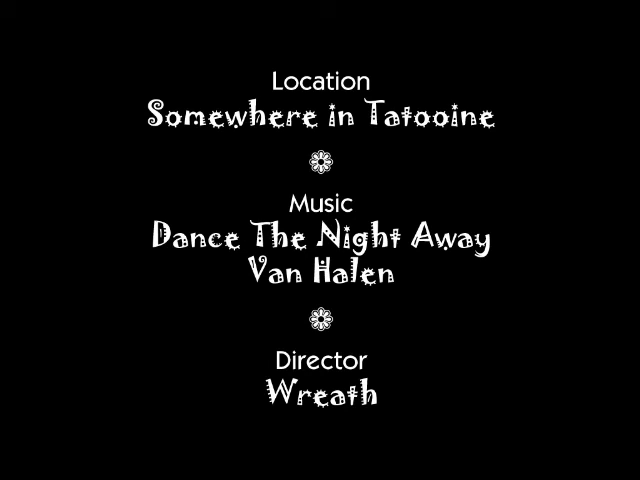 Location
Somewhere in Tatooine
Music
Dance The Night Away
Van Halen
Director
Wreath